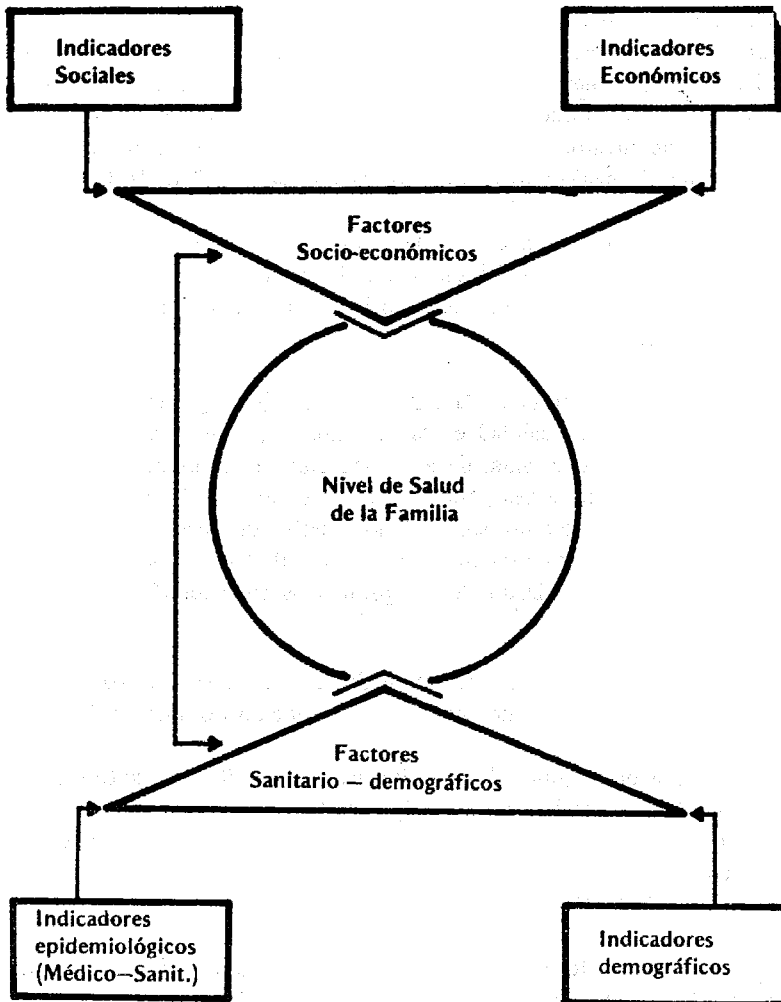 Indicadores
Sociales
Indicadores
Económicos
Factores
Socio-económicos
Nivel de Salud
de la Familia
Factores
Sanitario — demográficos
Indicadores
epidemiológicos
(Médico—Sanit.)
Indicadores
demográficos